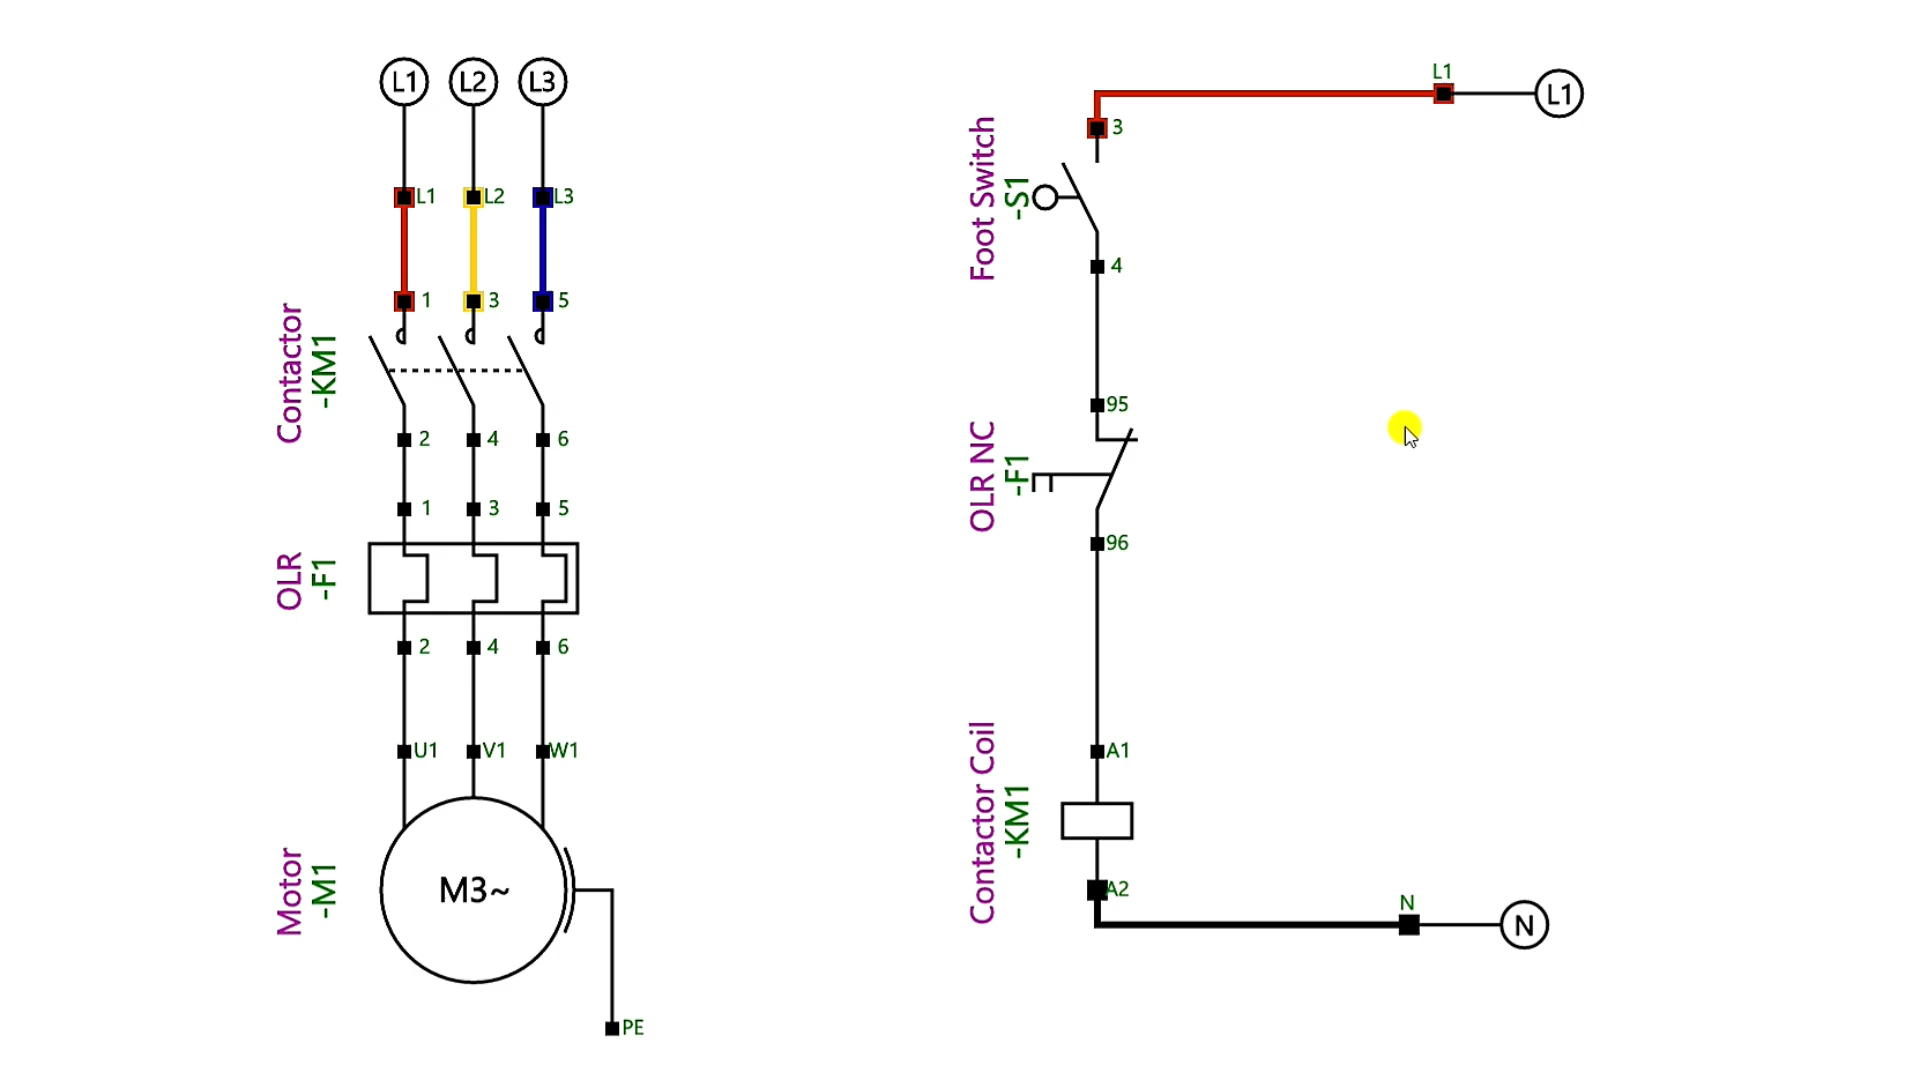 L1 L2 L3
L1 L2 L3
1 3 5
Contactor
-KM1
2 4 6
1 3 5
OLR
-F1
2 4 6
U1 V1 W1
Motor
-M1
M3~
PE
L1
L1
3
Foot Switch
-S1
4
95
OLR NC
-F1
96
A1
Contactor Coil
-KM1
A2
N
N